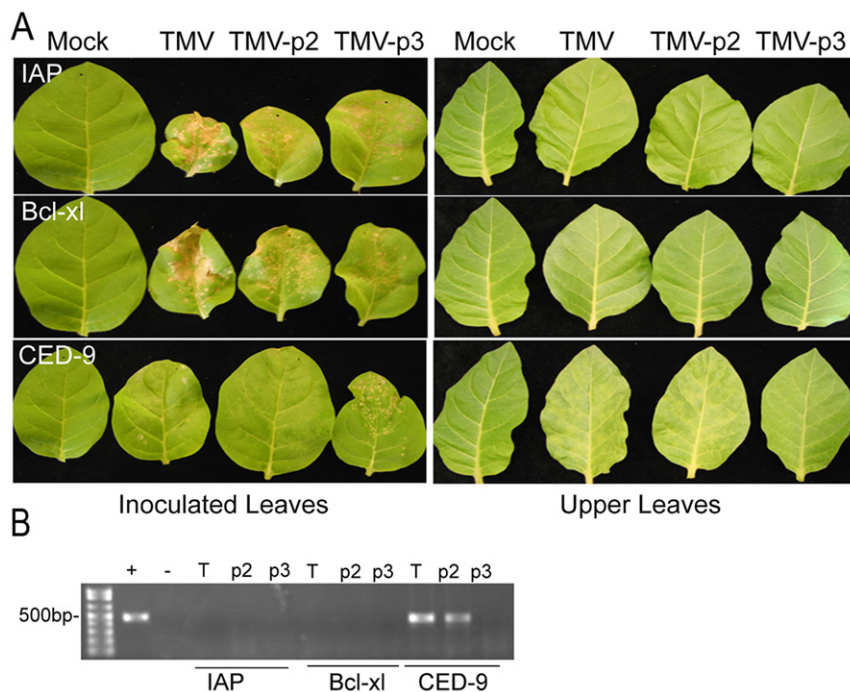 A
Mock TMV TMV-p2 TMV-p3 Mock TMV TMV-p2 TMV-p3
IAP
Bcl-xl
CED-9
Inoculated Leaves Upper Leaves
B
+ - T p2 p3 T p2 p3 T p2 p3
500bp-
IAP Bcl-xl CED-9